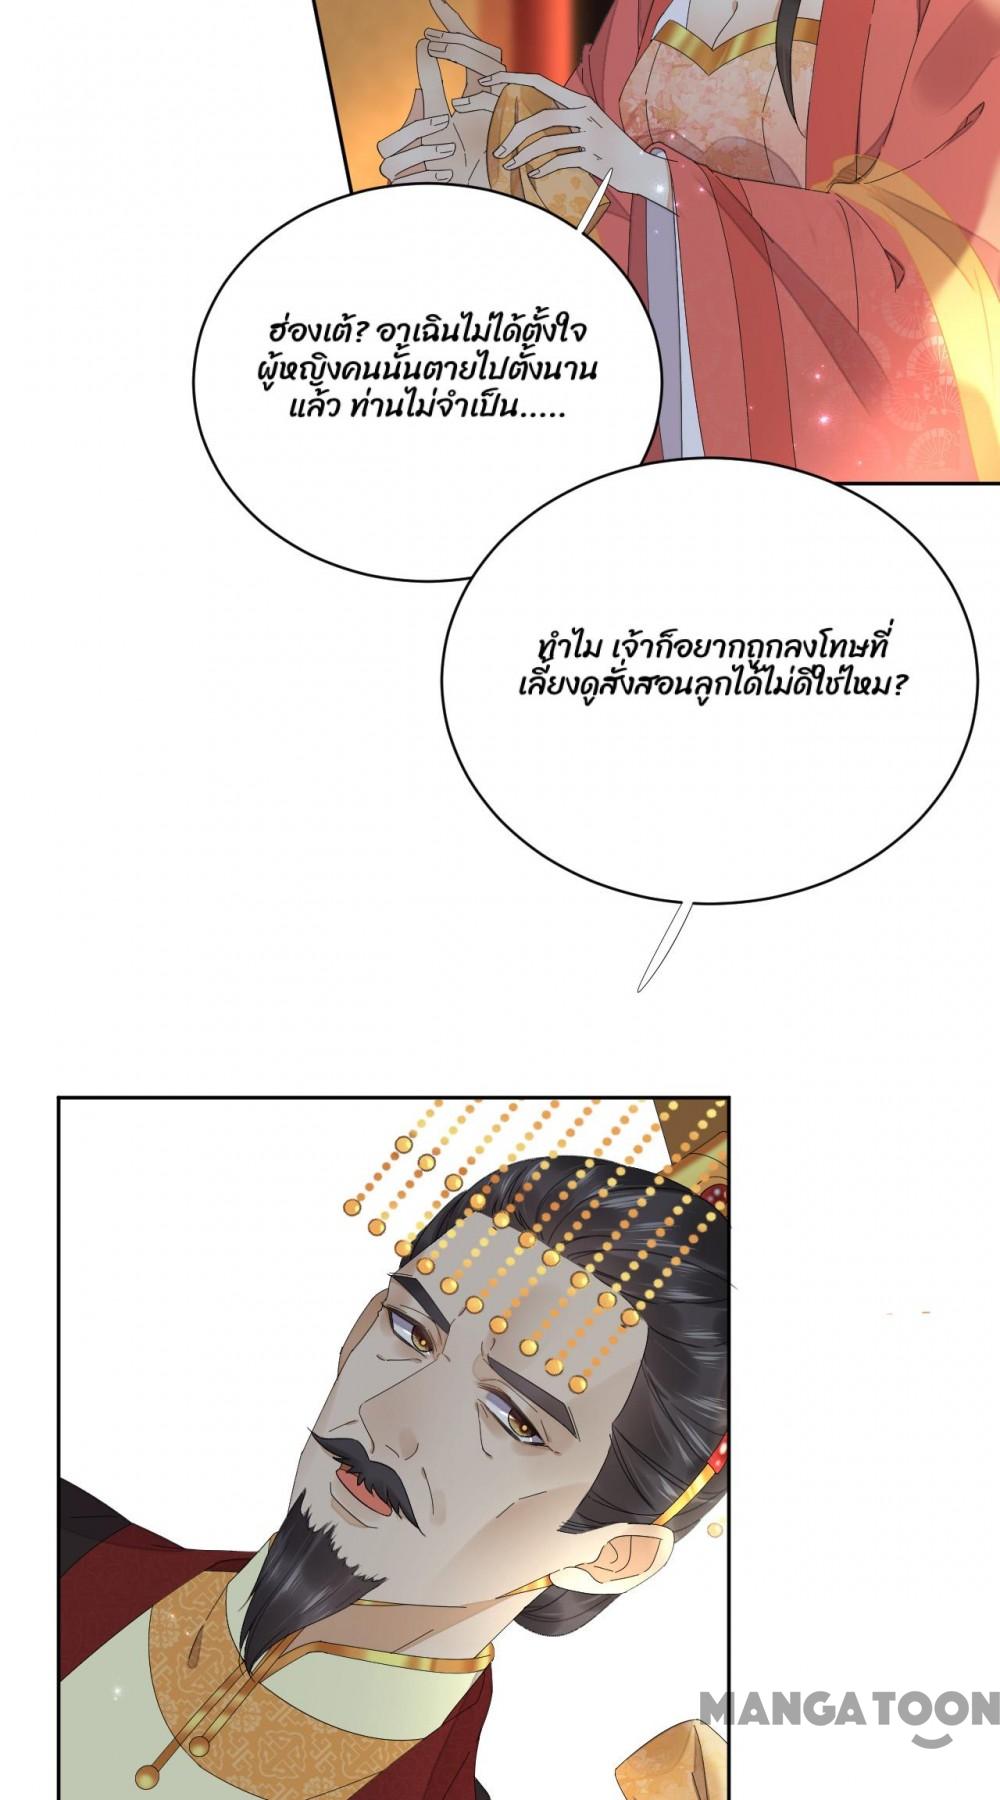 ฮ่องเต้? อาเฉินไม่ได้ตั้งใจ
ผู้หญิงคนนั้นตายไปตั้งนาน
แล้ว ท่านไม่จำเป็น.....
ทำไม เจ้าก็อยากถูกลงโทษที่
เลี้ยงดูสั่งสอนลูกได้ไม่ดีใช่ไหม?
MANGATOON